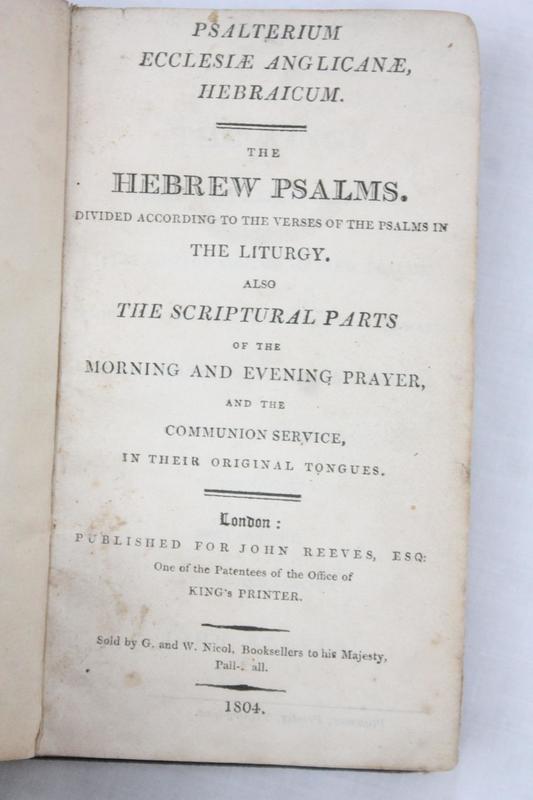 PSALTERIUM
ECCLESIÆ ANGLICANÆ,
HEBRAICUM.
THE
HEBREW PSALMS.
DIVIDED ACCORDING TO THE VERSES OF THE PSALMS IN
THE LITURGY.
ALSO
THE SCRIPTURAL PARTS
OF THE
MORNING AND EVENING PRAYER,
AND THE
COMMUNION SERVICE,
IN THEIR ORIGINAL TONGUES.
London:
PUBLISHED FOR JOHN REEVES, ESQ:
One of the Patentees of the Office of
KING's PRINTER.
Sold by G. and W. Nicol, Booksellers to his Majesty,
Pall-. all.
1804.